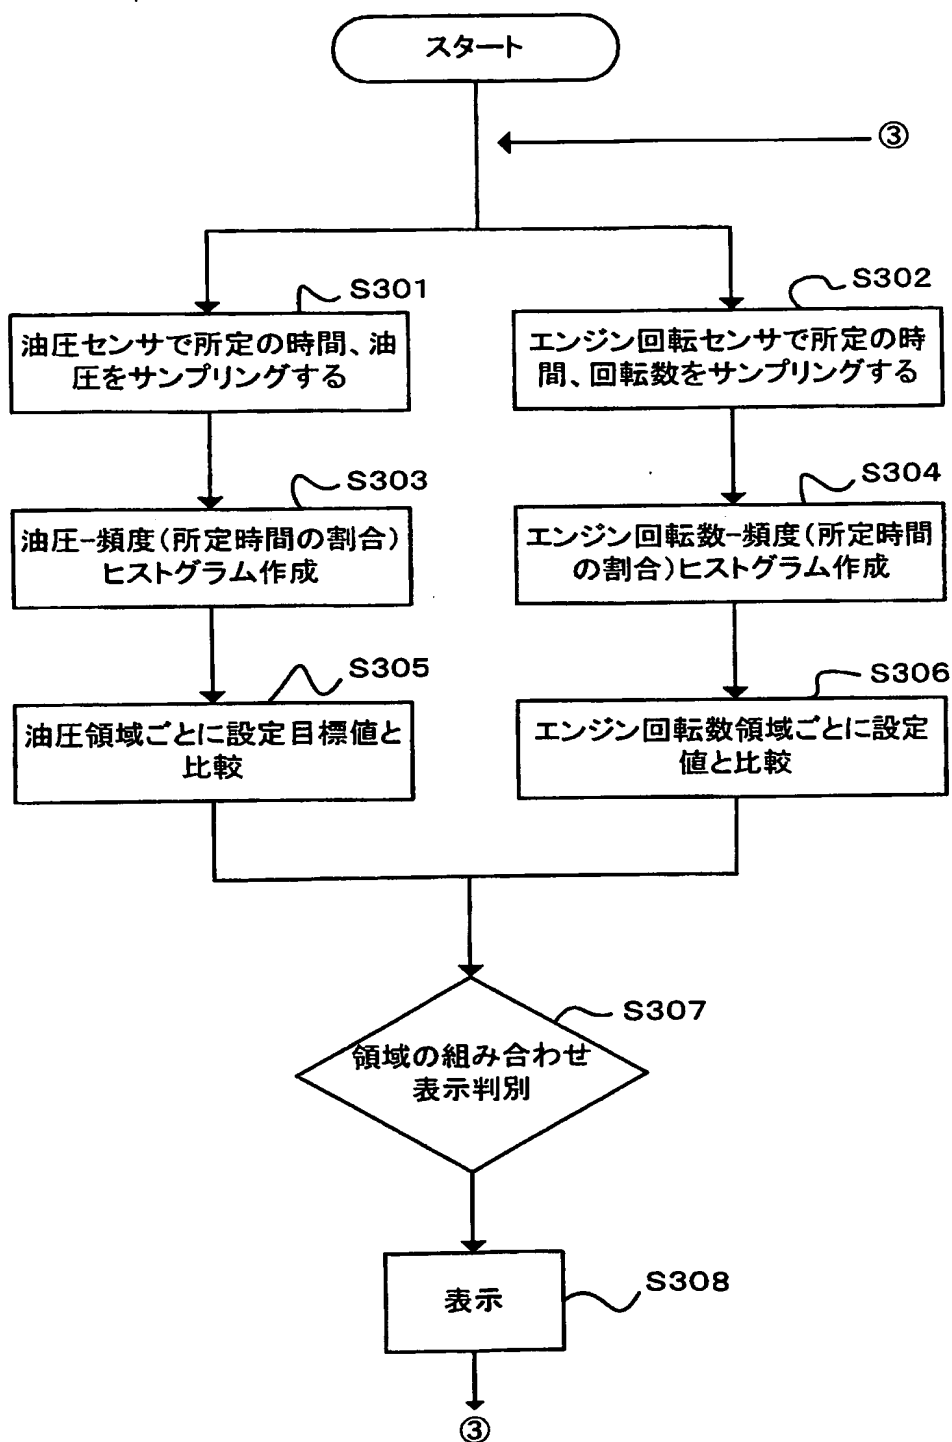 スタート
③
S301
油圧センサで所定の時間、油
圧をサンプリングする
S302
エンジン回転センサで所定の時
間、回転数をサンプリングする
S303
油圧-頻度(所定時間の割合)
ヒストグラム作成
S304
エンジン回転数-頻度(所定時間
の割合)ヒストグラム作成
S305
油圧領域ごとに設定目標値と
比較
S306
エンジン回転数領域ごとに設定
値と比較
S307
領域の組み合わせ
表示判別
S308
表示
③